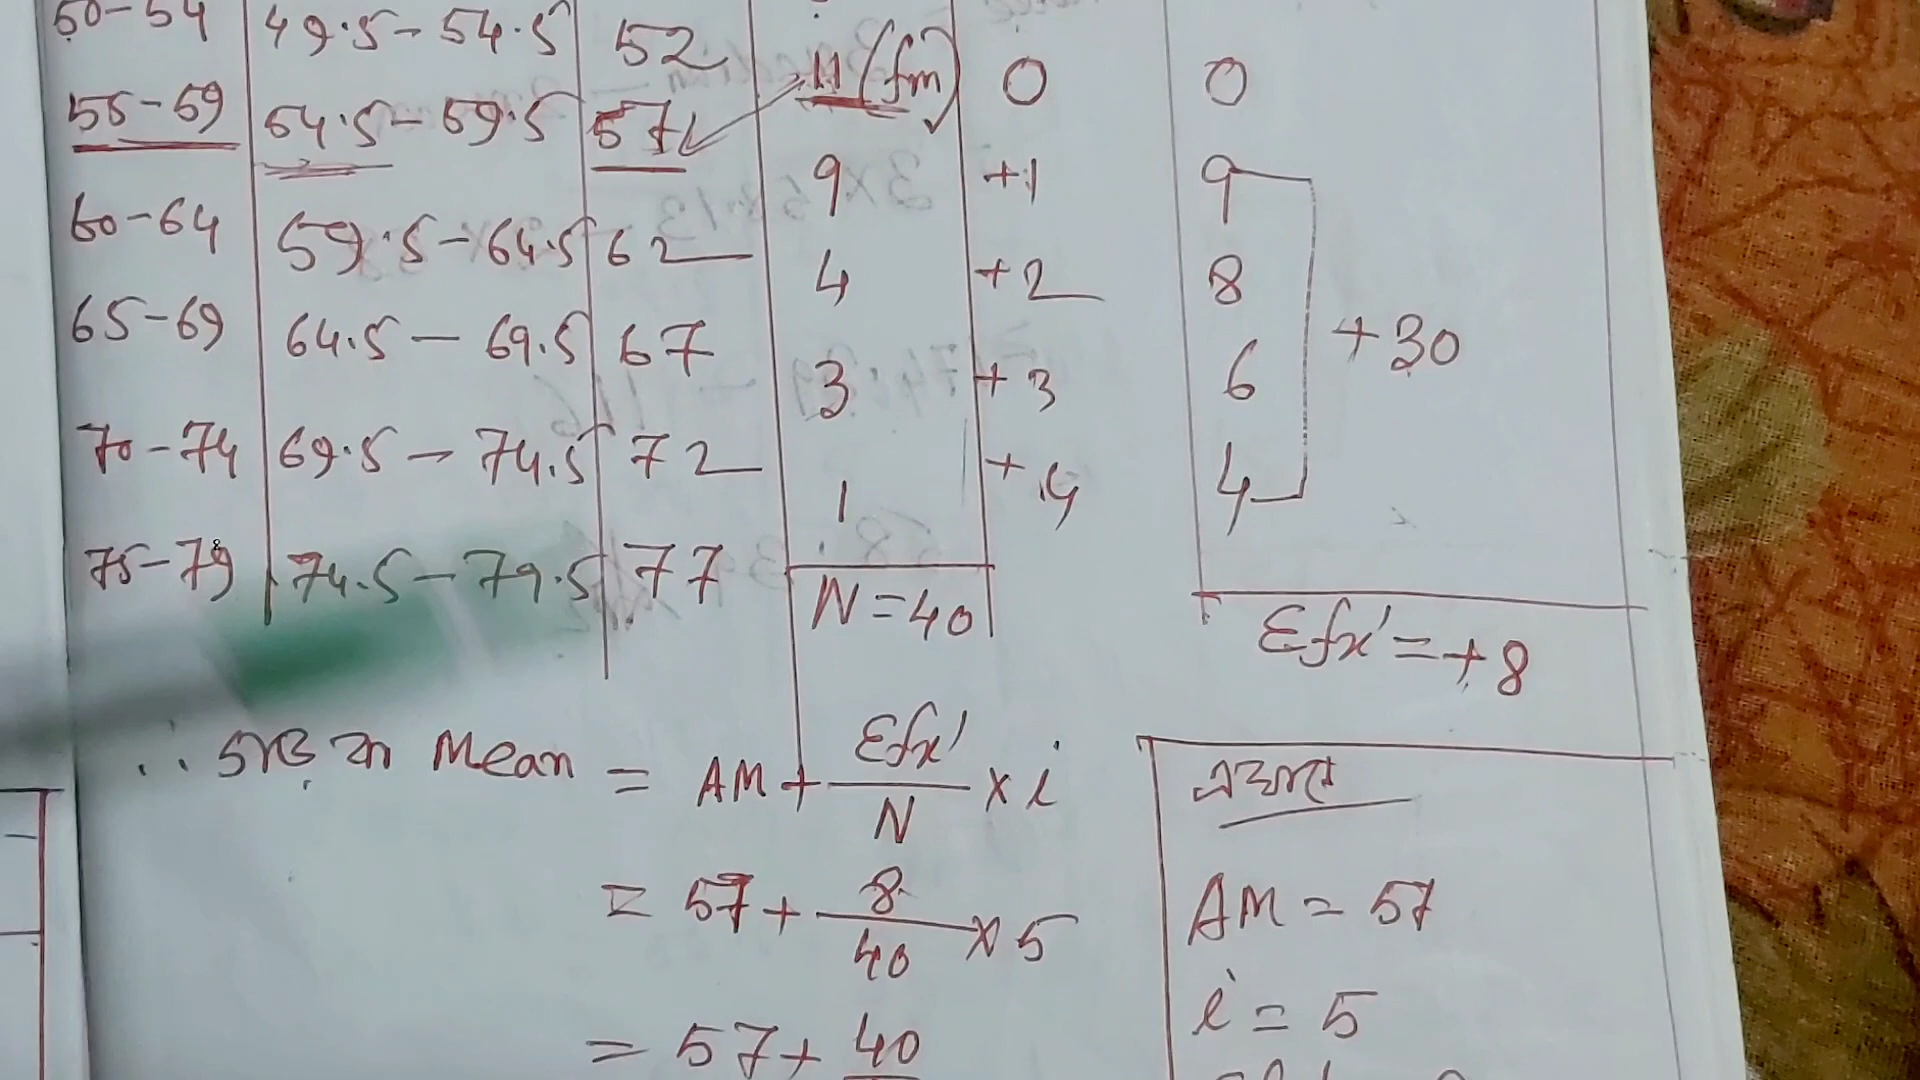 50-54 49.5-54.5 52
55-59 54.5-59.5 57 11 (fm) 0 0
60-64 59.5-64.5 62 9 +1 9
65-69 64.5-69.5 67 4 +2 8
70-74 69.5-74.5 72 3 +3 6
75-79 74.5-79.5 77 1 +4 4
+30
N=40
Σfx'=+8
∴ গড় বা Mean = AM + Σfx'/N × i
= 57 + 8/40 × 5
= 57 + 40
এখানে
AM = 57
i = 5